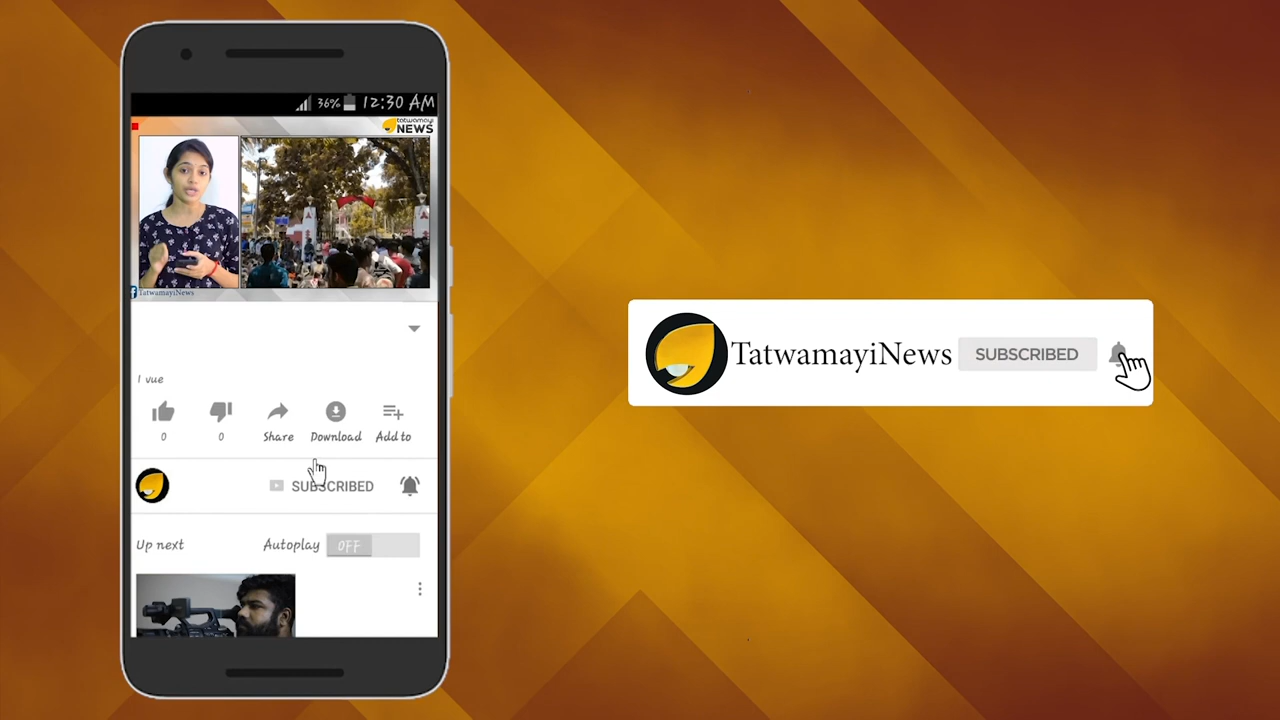 36% 12:30 AM
tatwamayi
NEWS
TatwamayiNews
1 vue
0 0 Share Download Add to
SUBSCRIBED
Up next Autoplay OFF
TatwamayiNews SUBSCRIBED